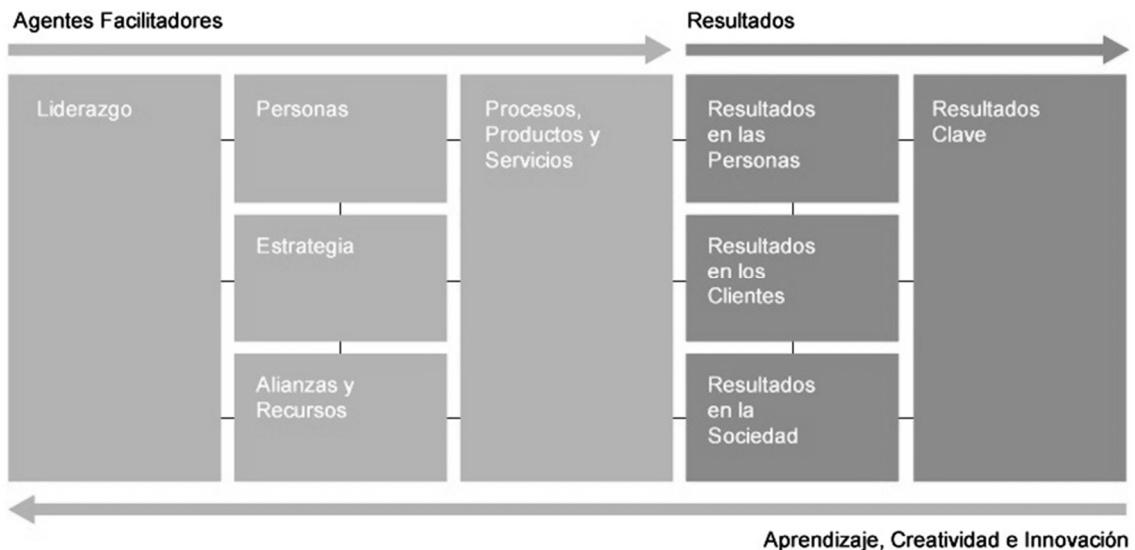 Agentes Facilitadores
Resultados
Liderazgo
Personas
Procesos,
Productos y
Servicios
Resultados
en las
Personas
Resultados
Clave
Estrategia
Resultados
en los
Clientes
Alianzas y
Recursos
Resultados
en la
Sociedad
Aprendizaje, Creatividad e Innovación